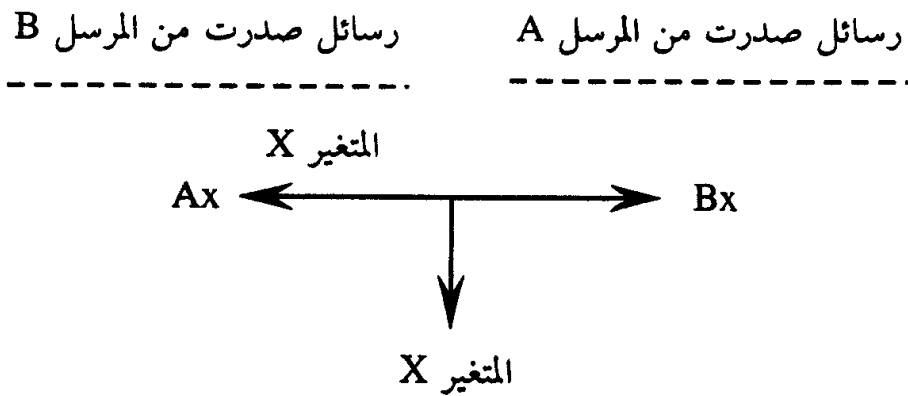 رسائل صدرت من المرسل A
رسائل صدرت من المرسل B
المتغير X
Ax
Bx
المتغير X